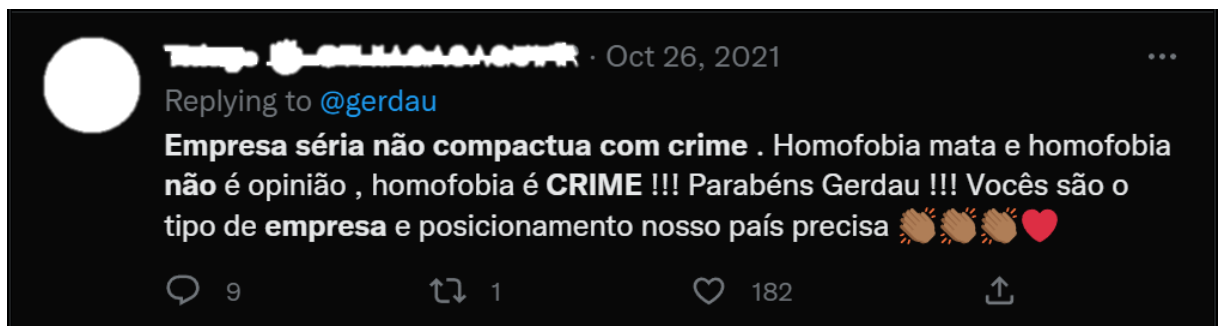 · Oct 26, 2021
Replying to @gerdau
Empresa séria não compactua com crime . Homofobia mata e homofobia
não é opinião , homofobia é CRIME !!! Parabéns Gerdau !!! Vocês são o
tipo de empresa e posicionamento nosso país precisa 👏🏽👏🏽👏🏽❤️
9 1 182